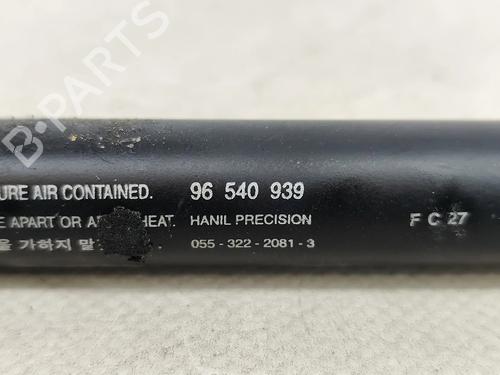 URE AIR CONTAINED. 96 540 939
E APART OR A HEAT. HANIL PRECISION F C 27
을 가하지 말 055 - 322 - 2081 - 3
B-PARTS